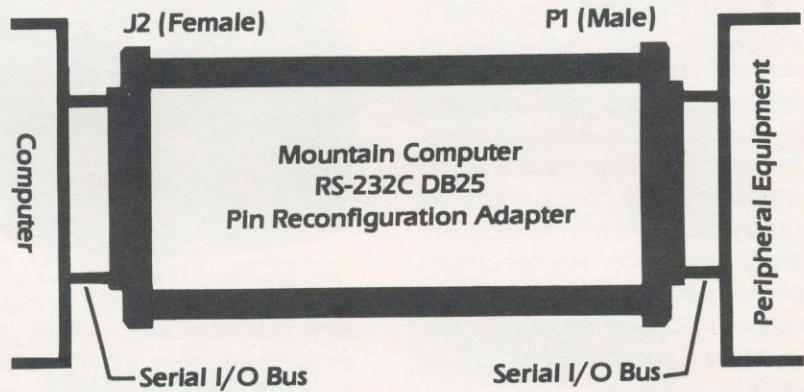 J2 (Female)
P1 (Male)
Computer
Mountain Computer
RS-232C DB25
Pin Reconfiguration Adapter
Peripheral Equipment
Serial I/O Bus
Serial I/O Bus